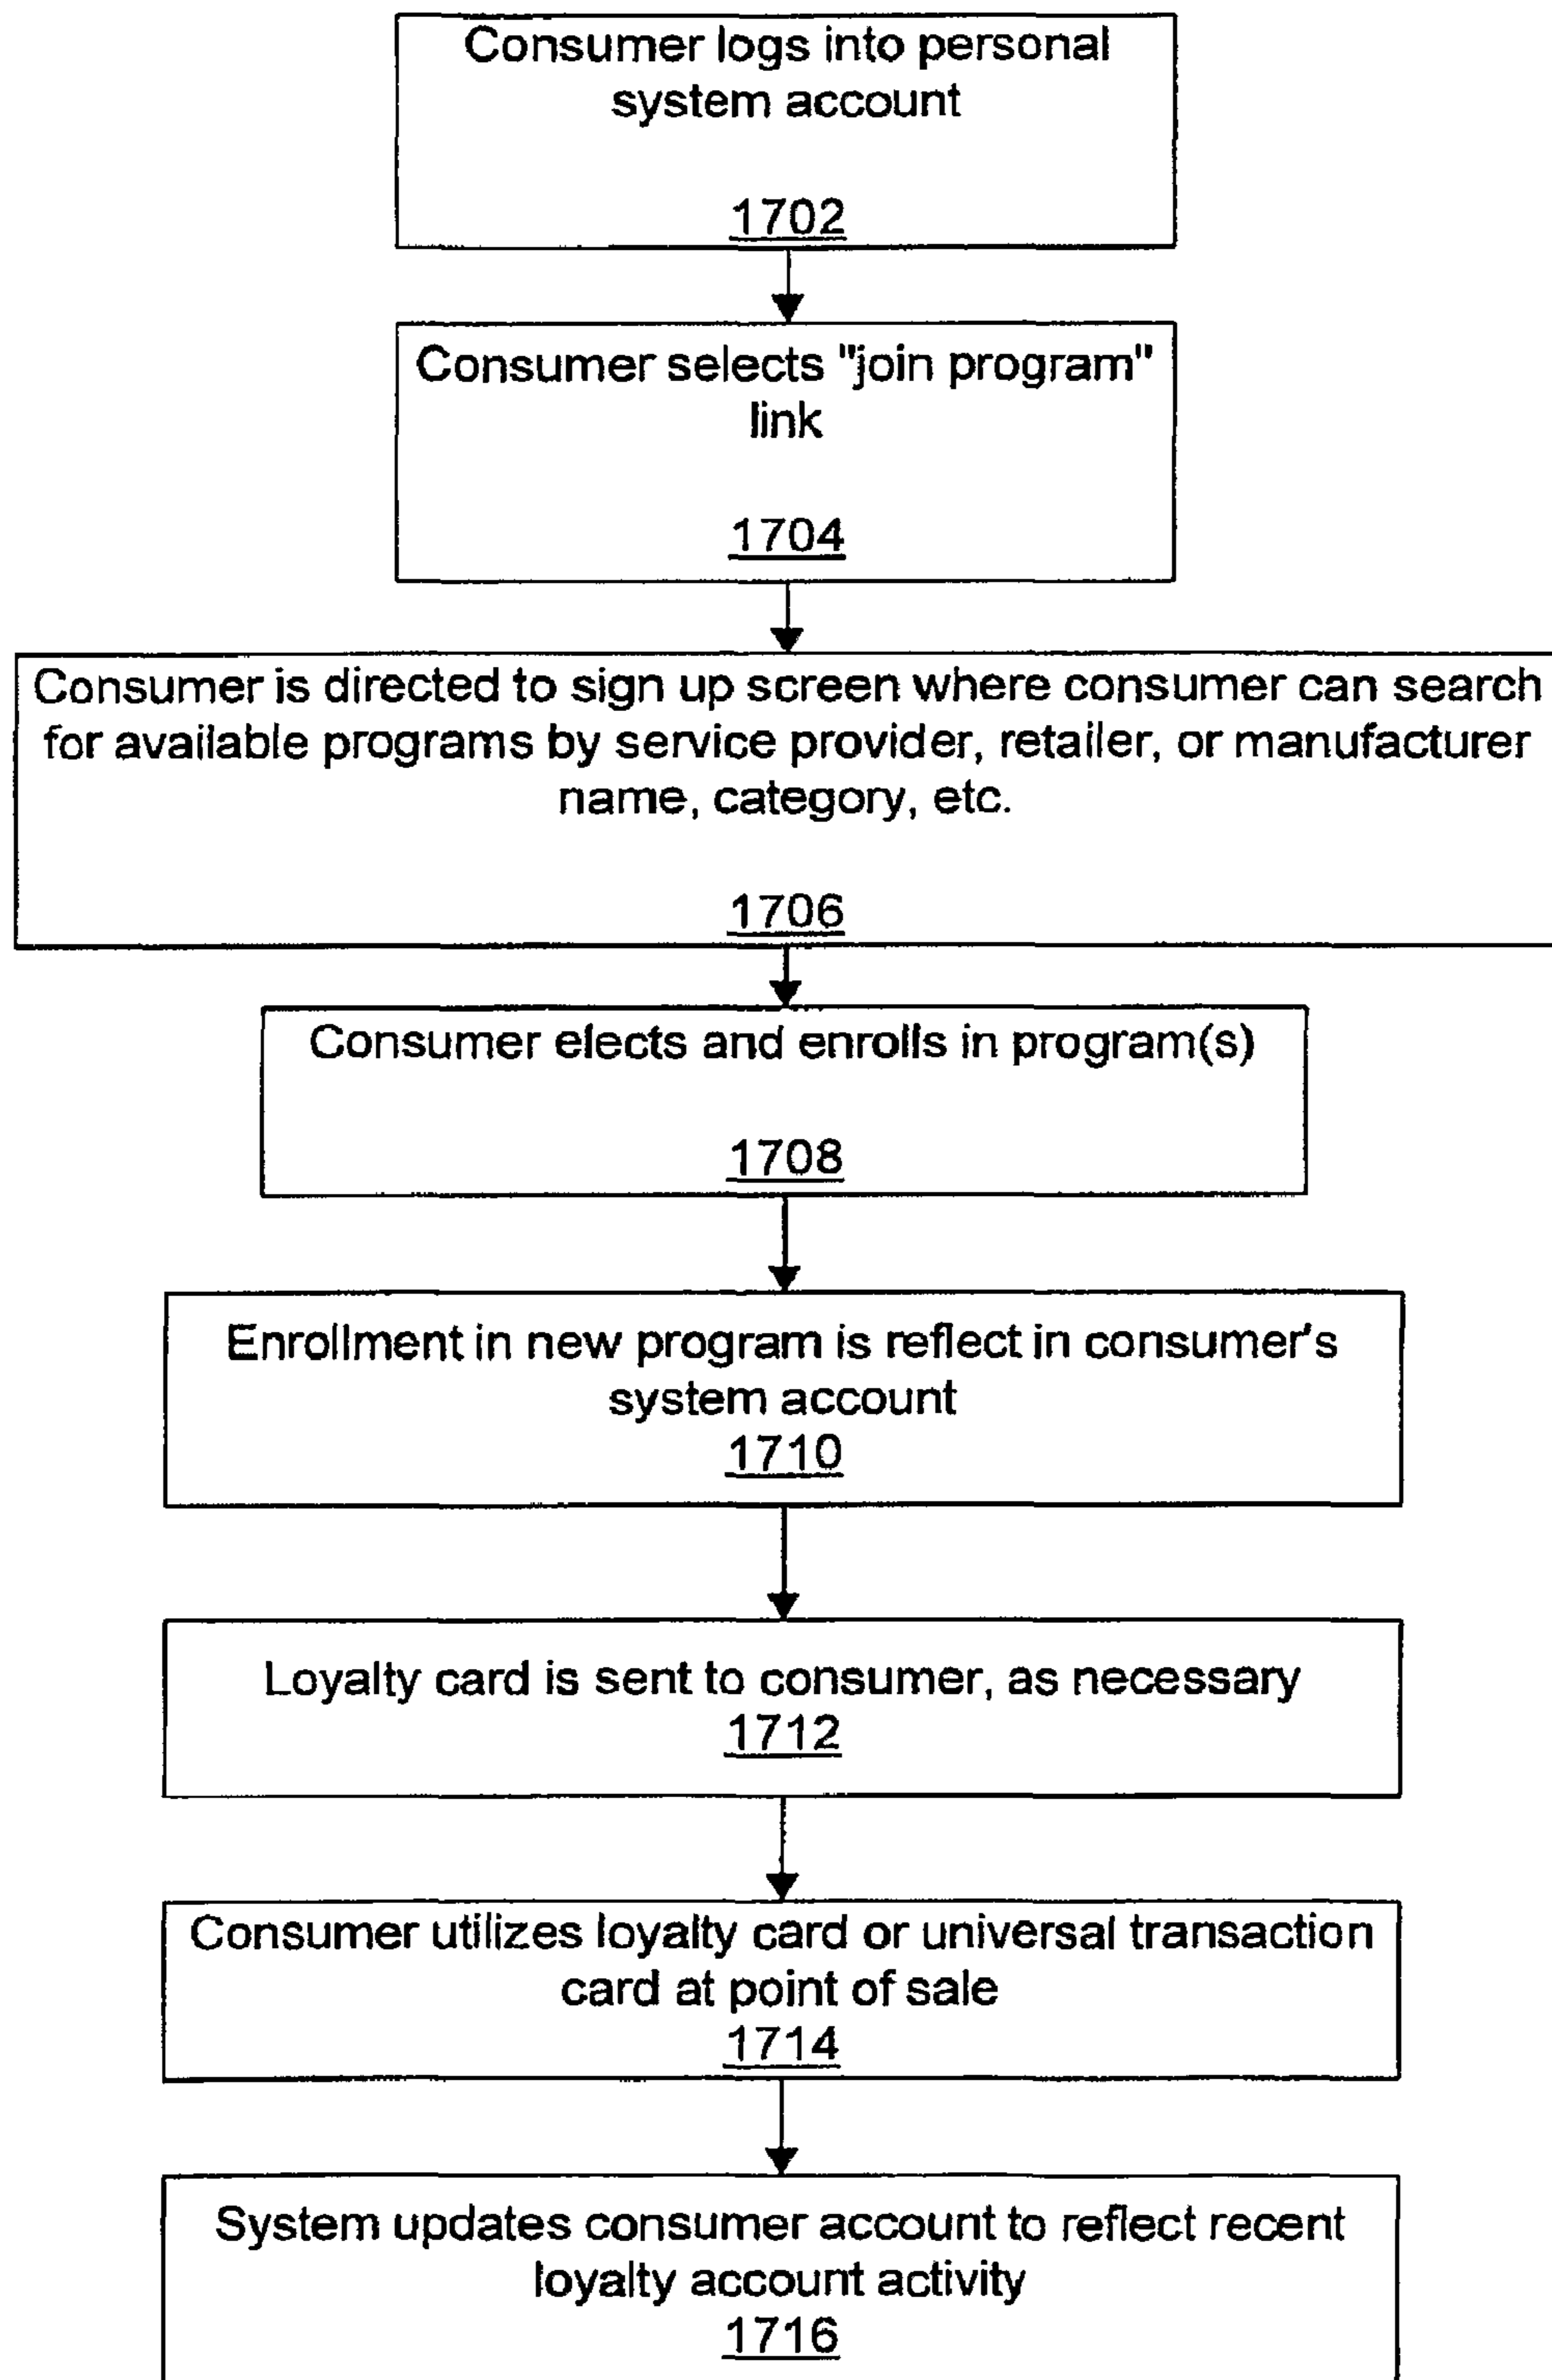 Consumer logs into personal
system account
1702
Consumer selects "join program"
link
1704
Consumer is directed to sign up screen where consumer can search
for available programs by service provider, retailer, or manufacturer
name, category, etc.
1706
Consumer elects and enrolls in program(s)
1708
Enrollment in new program is reflect in consumer's
system account
1710
Loyalty card is sent to consumer, as necessary
1712
Consumer utilizes loyalty card or universal transaction
card at point of sale
1714
System updates consumer account to reflect recent
loyalty account activity
1716